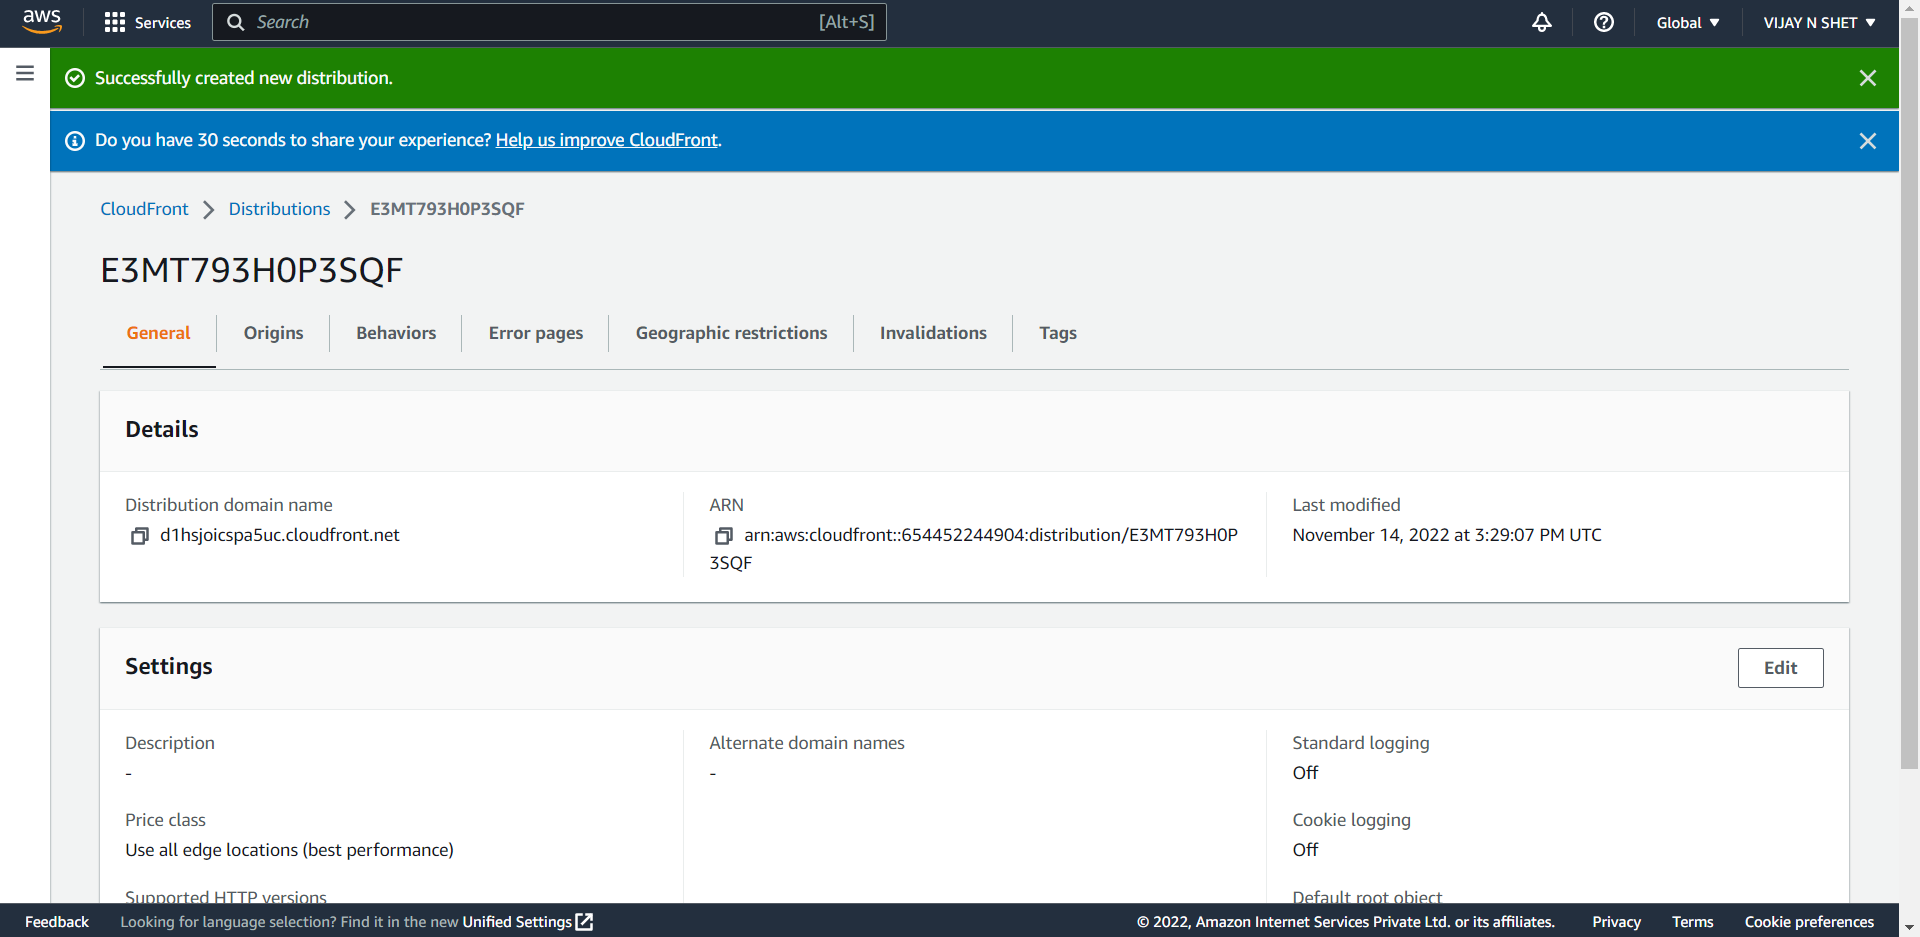 aws
Services
Search
[Alt+S]
Global
VIJAY N SHET
Successfully created new distribution.
Do you have 30 seconds to share your experience? Help us improve CloudFront.
CloudFront
Distributions
E3MT793H0P3SQF
E3MT793H0P3SQF
General
Origins
Behaviors
Error pages
Geographic restrictions
Invalidations
Tags
Details
Distribution domain name
d1hsjoicspa5uc.cloudfront.net
ARN
arn:aws:cloudfront::654452244904:distribution/E3MT793H0P
3SQF
Last modified
November 14, 2022 at 3:29:07 PM UTC
Settings
Edit
Description
-
Price class
Use all edge locations (best performance)
Supported HTTP versions
Alternate domain names
-
Standard logging
Off
Cookie logging
Off
Default root object
Feedback
Looking for language selection? Find it in the new Unified Settings
© 2022, Amazon Internet Services Private Ltd. or its affiliates.
Privacy
Terms
Cookie preferences